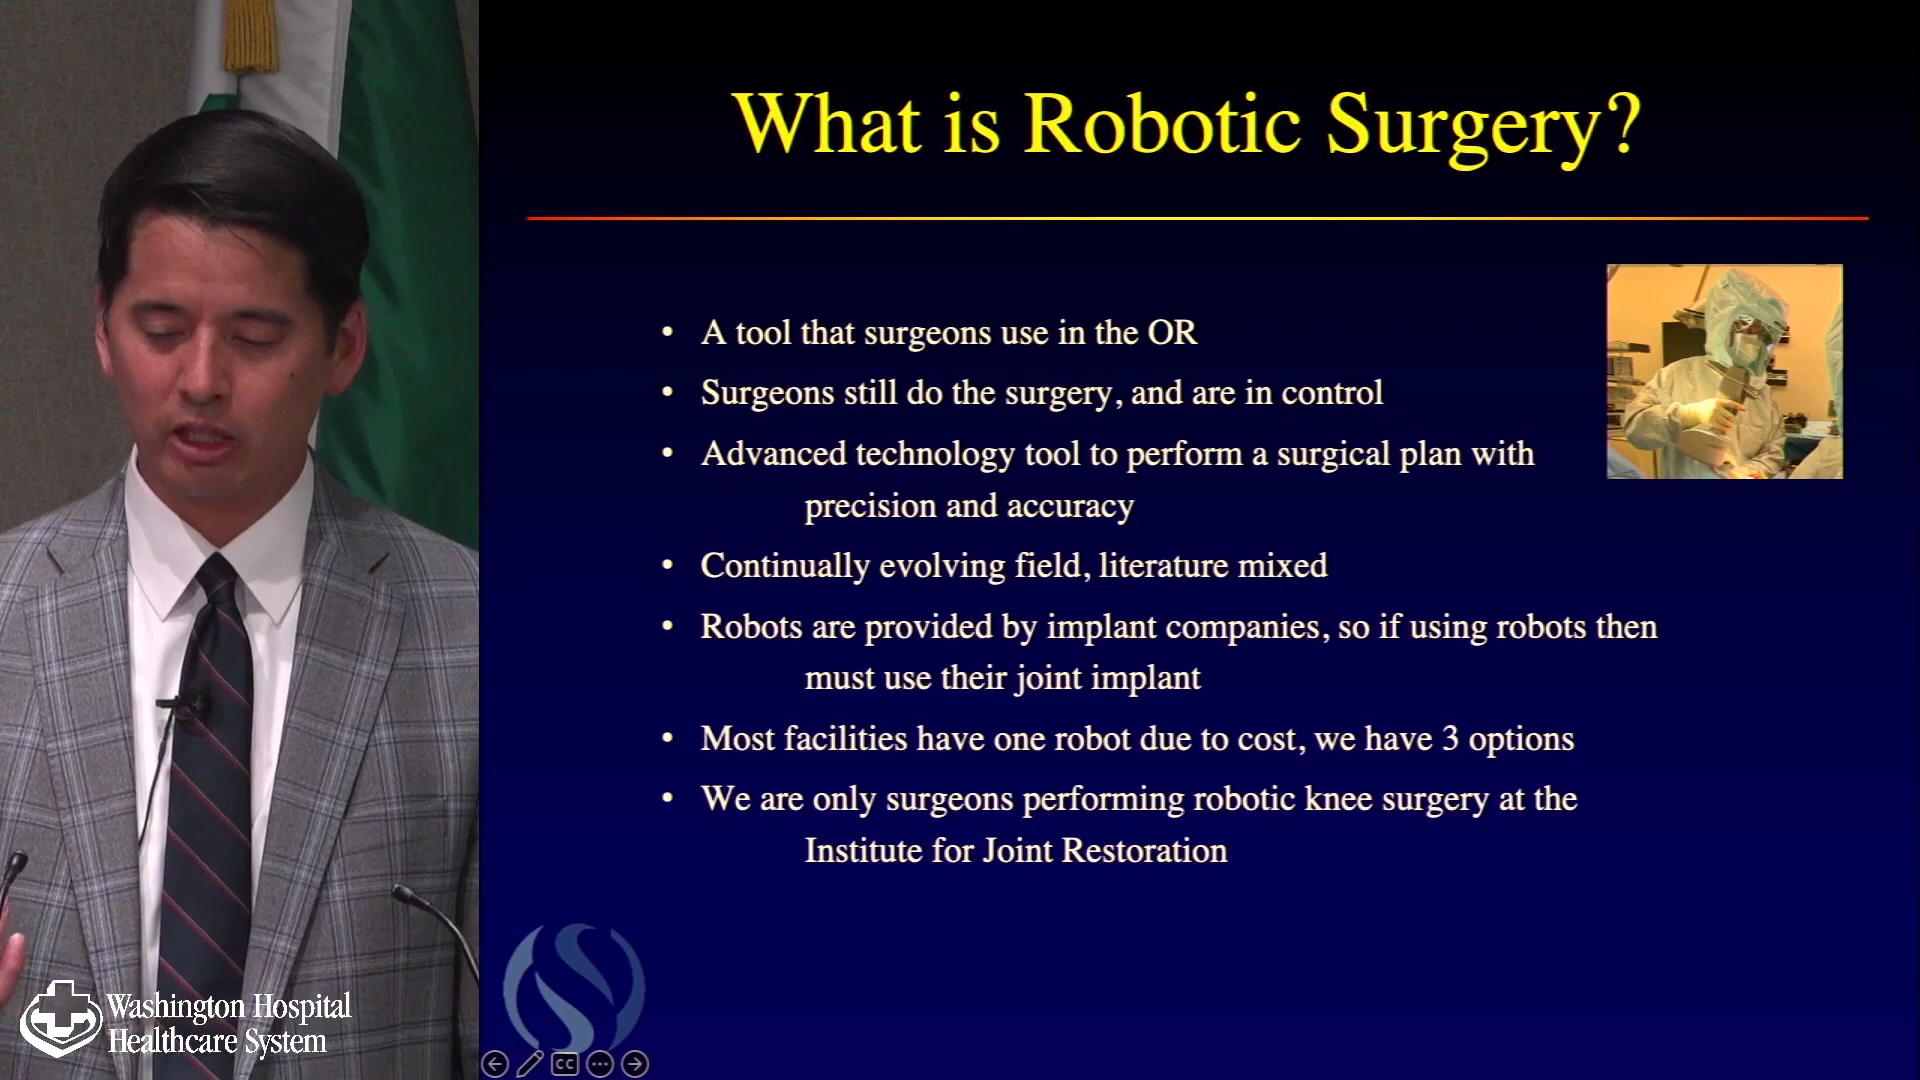 What is Robotic Surgery?
• A tool that surgeons use in the OR
• Surgeons still do the surgery, and are in control
• Advanced technology tool to perform a surgical plan with
precision and accuracy
• Continually evolving field, literature mixed
• Robots are provided by implant companies, so if using robots then
must use their joint implant
• Most facilities have one robot due to cost, we have 3 options
• We are only surgeons performing robotic knee surgery at the
Institute for Joint Restoration
Washington Hospital
Healthcare System
CC